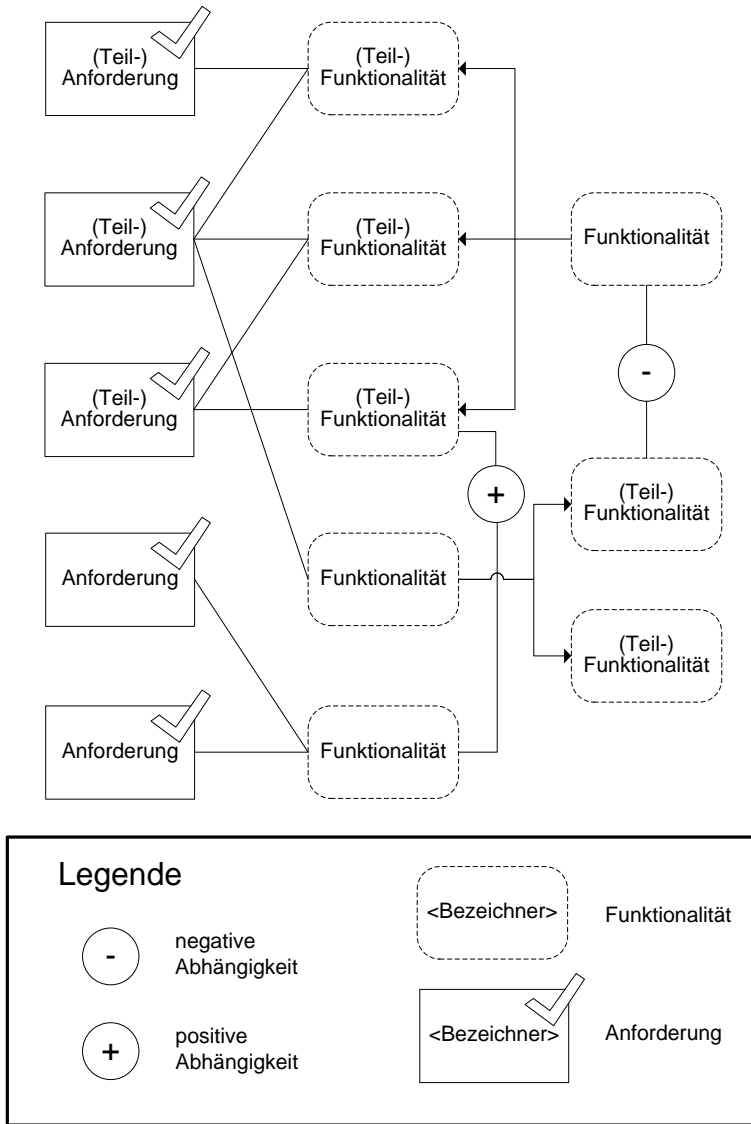 (Teil-)
Anforderung
(Teil-)
Funktionalität
(Teil-)
Anforderung
(Teil-)
Funktionalität
Funktionalität
-
(Teil-)
Anforderung
(Teil-)
Funktionalität
+
(Teil-)
Funktionalität
Anforderung
Funktionalität
(Teil-)
Funktionalität
Anforderung
Funktionalität
Legende
-
negative
Abhängigkeit
<Bezeichner>
Funktionalität
+
positive
Abhängigkeit
<Bezeichner>
Anforderung